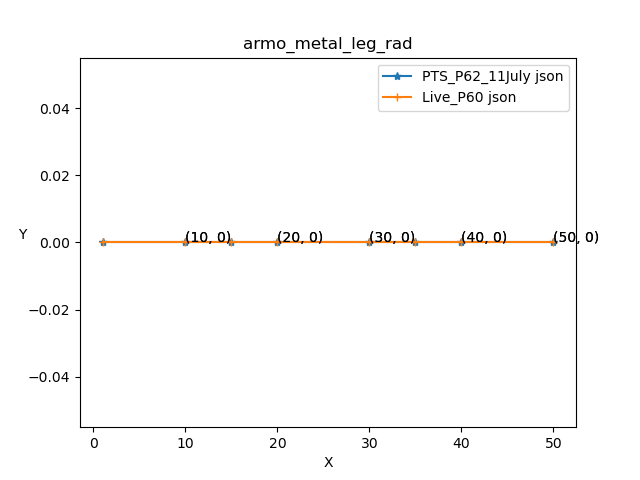 armo_metal_leg_rad
PTS_P62_11July json
Live_P60 json
0.04
0.02
0.00
−0.02
−0.04
Y
(10, 0) (20, 0) (30, 0) (40, 0) (50, 0)
0 10 20 30 40 50
X